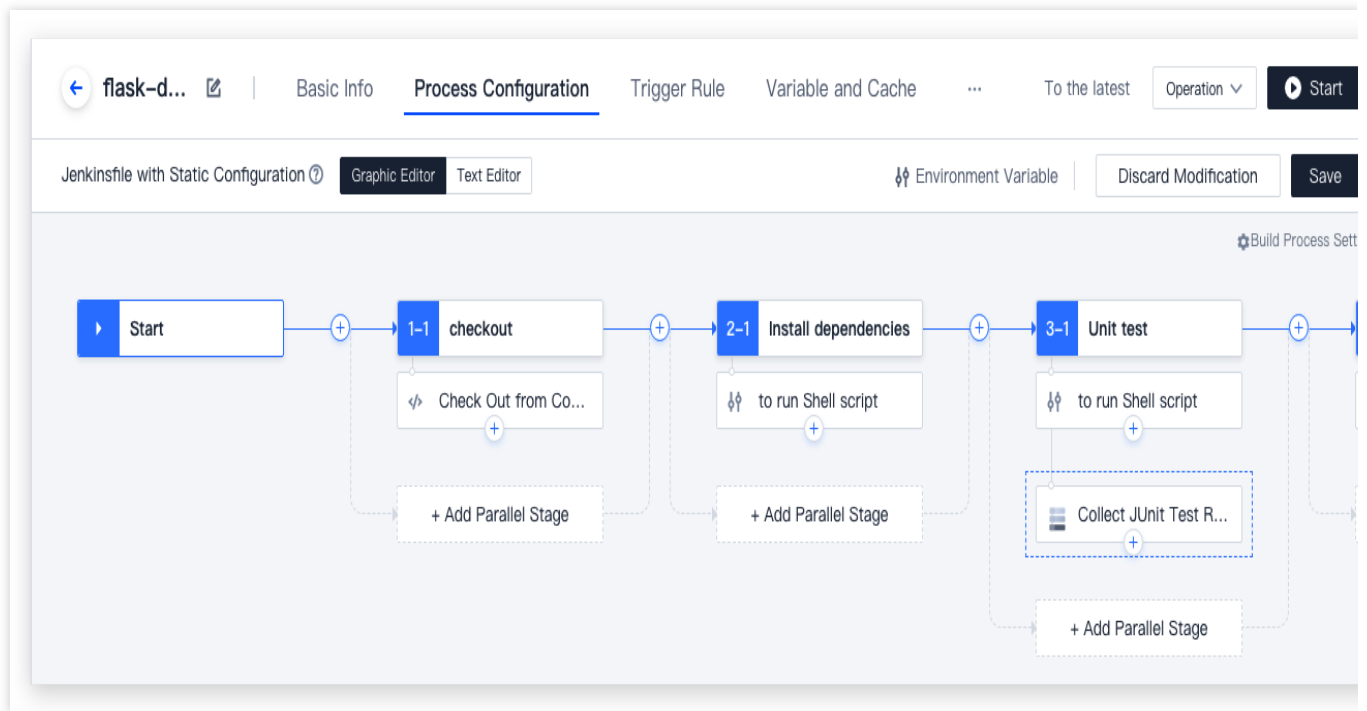 flask-d...
Basic Info
Process Configuration
Trigger Rule
Variable and Cache
...
To the latest
Operation
Start
Jenkinsfile with Static Configuration
Graphic Editor
Text Editor
Environment Variable
Discard Modification
Save
Build Process Sett
Start
1-1 checkout
2-1 Install dependencies
3-1 Unit test
Check Out from Co...
to run Shell script
to run Shell script
+ Add Parallel Stage
+ Add Parallel Stage
Collect JUnit Test R...
+ Add Parallel Stage